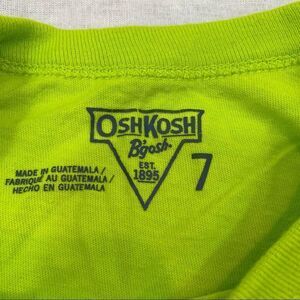 OSHKOSH
B'gosh
EST.
1895
7
MADE IN GUATEMALA/
FABRIQUÉ AU GUATEMALA/
HECHO EN GUATEMALA